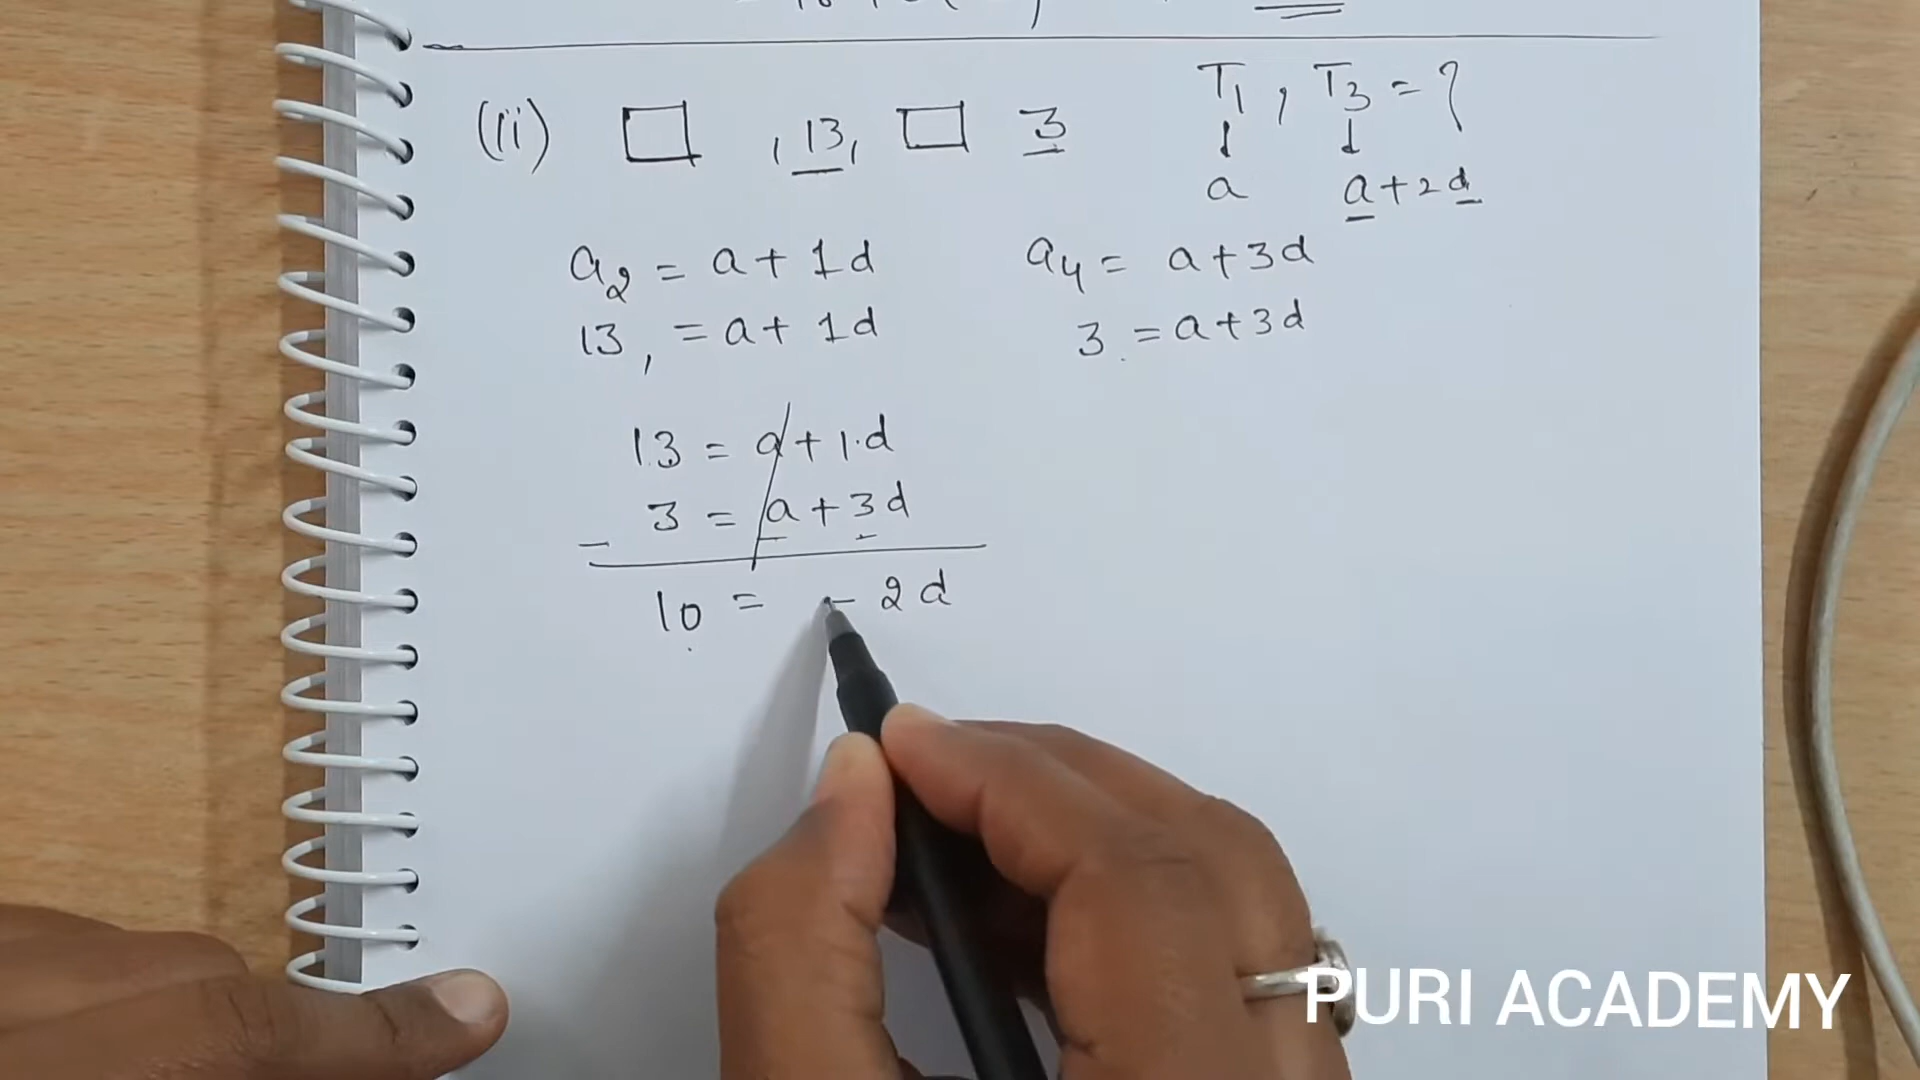 (ii) □ , 13, □ 3
T1, T3 = ?
a a+2d
a2 = a + 1d
a4 = a+3d
13, = a + 1d
3 = a+3d
13 = a + 1.d
3 = a + 3d
-
10 = - 2d
PURI ACADEMY